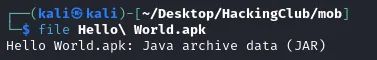 ┌──(kali㉿kali)-[~/Desktop/HackingClub/mob]
└─$ file Hello\ World.apk
Hello World.apk: Java archive data (JAR)